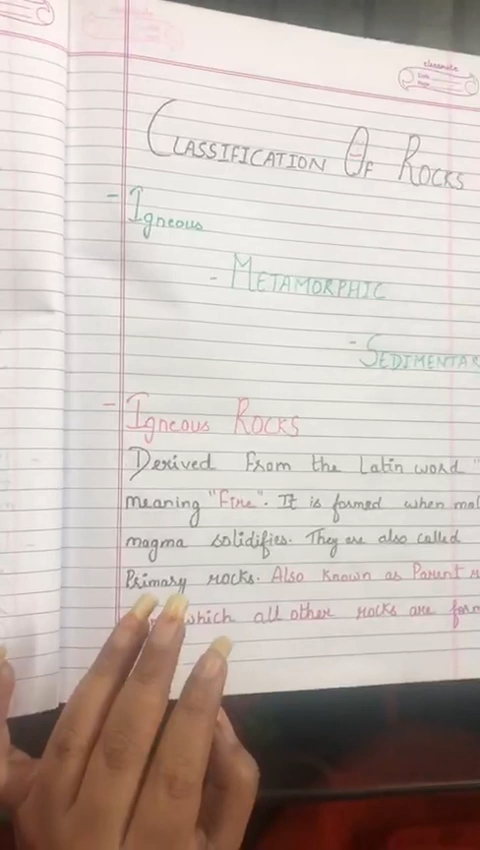 classmate
CLASSIFICATION OF ROCKS
- Igneous
- METAMORPHIC
- SEDIMENTAR
- Igneous Rocks
Derived from the Latin word "
meaning "Fire". It is formed when mol
magma solidifies. They are also called
Primary rocks. Also known as Parent r
which all other rocks are form